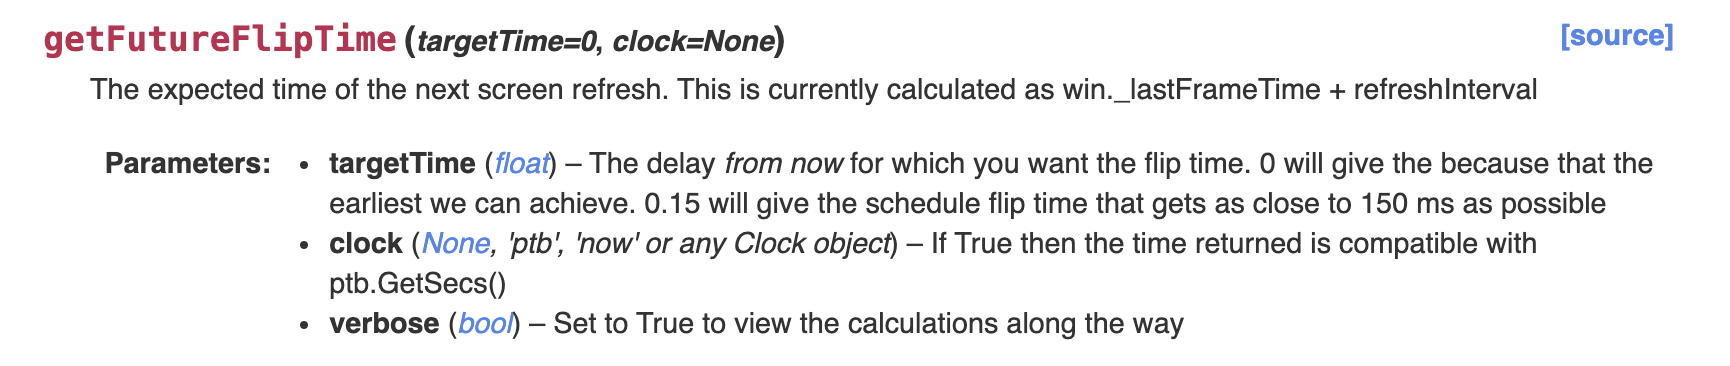 getFutureFlipTime (targetTime=0, clock=None) [source]
The expected time of the next screen refresh. This is currently calculated as win._lastFrameTime + refreshInterval
Parameters: • targetTime (float) – The delay from now for which you want the flip time. 0 will give the because that the
earliest we can achieve. 0.15 will give the schedule flip time that gets as close to 150 ms as possible
• clock (None, 'ptb', 'now' or any Clock object) – If True then the time returned is compatible with
ptb.GetSecs()
• verbose (bool) – Set to True to view the calculations along the way